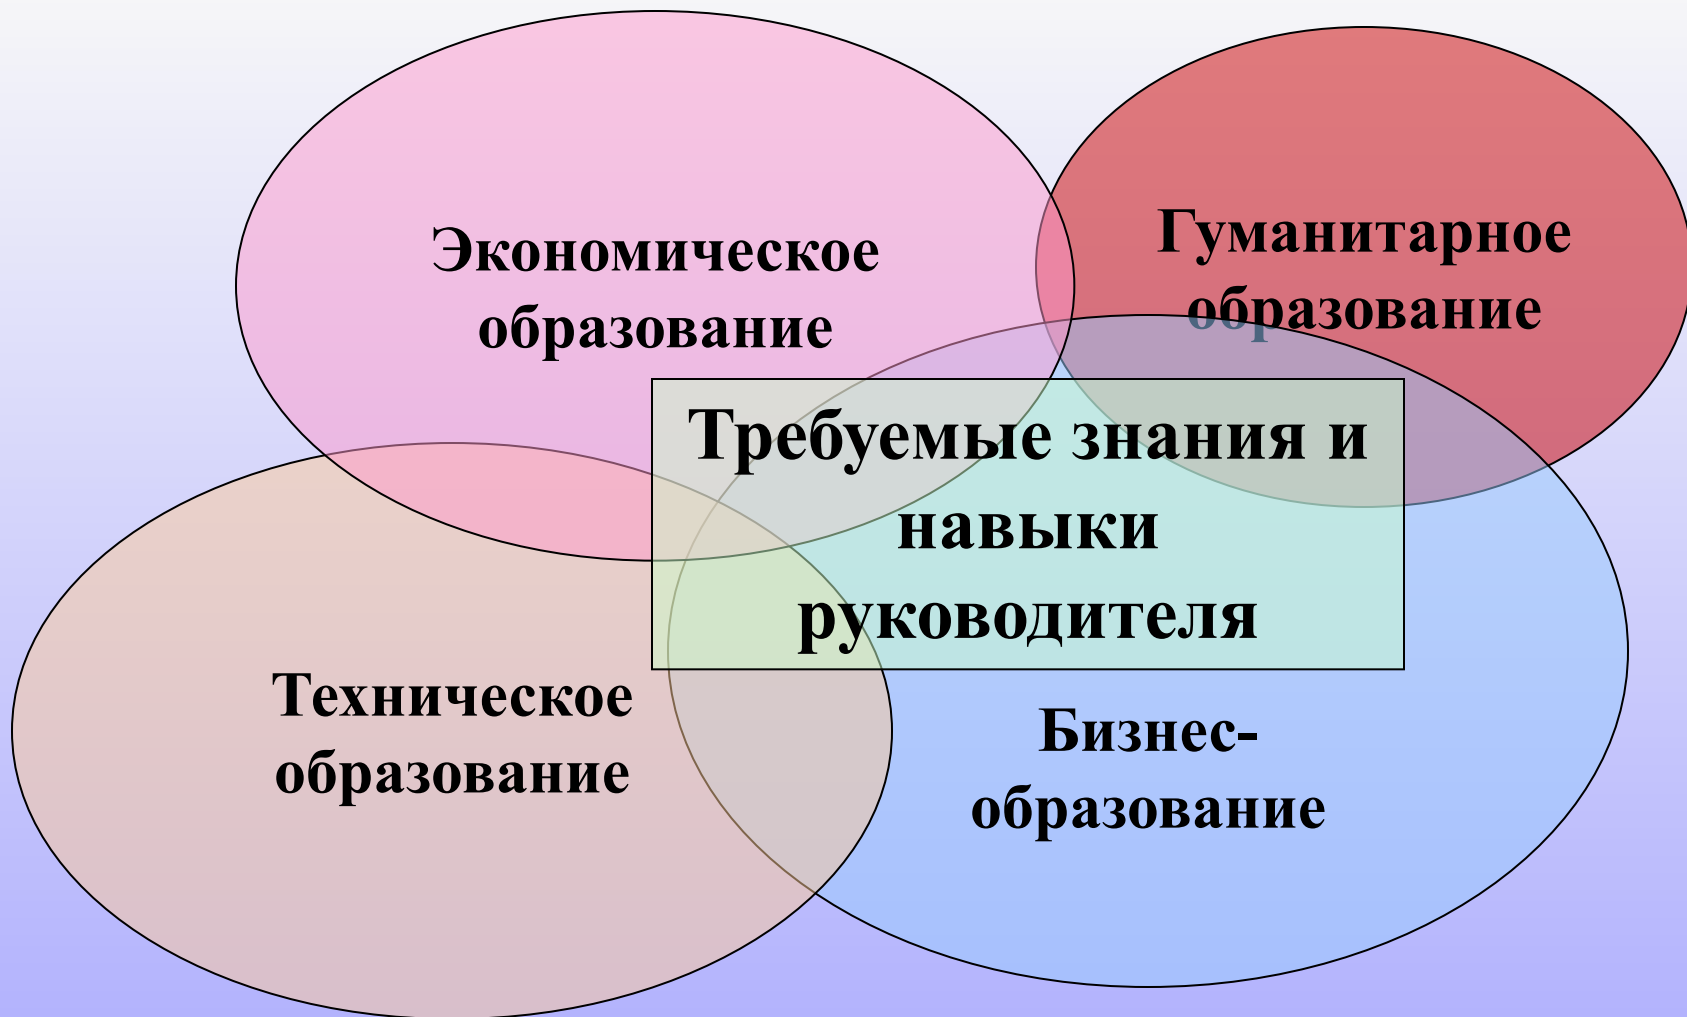 Экономическое
образование
Гуманитарное
образование
Требуемые знания и
навыки
руководителя
Техническое
образование
Бизнес-
образование